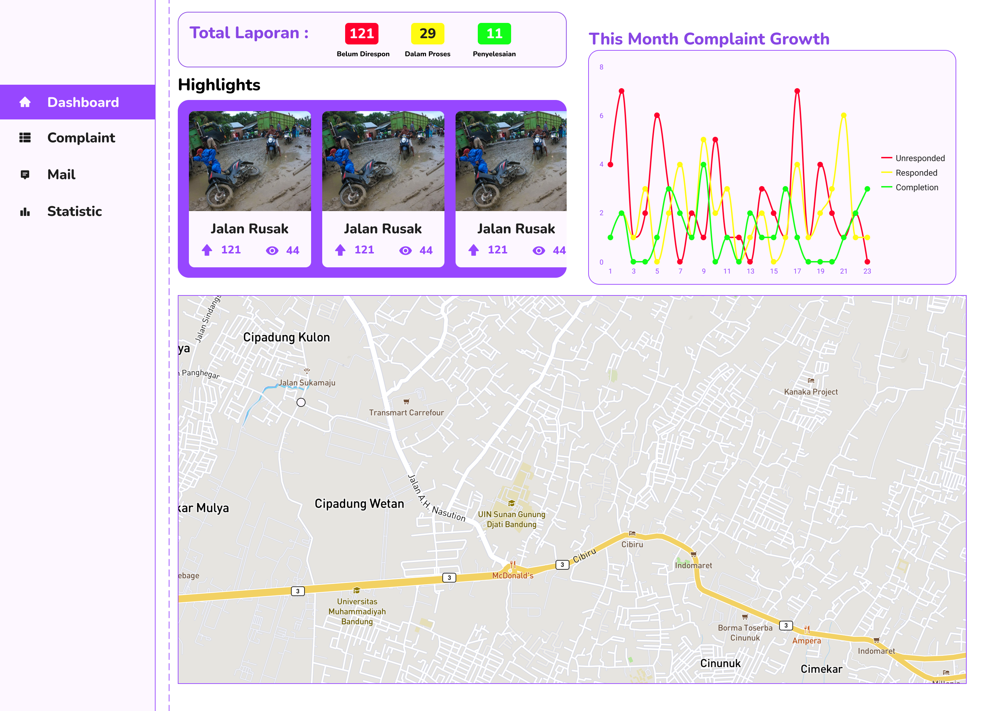 Dashboard
Complaint
Mail
Statistic
Total Laporan :
121
29
11
Belum Direspon
Dalam Proses
Penyelesaian
Highlights
Jalan Rusak
121
44
Jalan Rusak
121
44
Jalan Rusak
121
44
This Month Complaint Growth
8
6
4
2
0
1
3
5
7
9
11
13
15
17
19
21
23
Unresponded
Responded
Completion
Jalan Sindangs
Cipadung Kulon
ya
Panghegar
Jalan Sukamaju
Transmart Carrefour
Kanaka Project
Jalan A.H. Nasution
Cipadung Wetan
kar Mulya
UIN Sunan Gunung
Djati Bandung
Cibiru
Cibiru
Indomaret
ebage
McDonald's
3
3
3
Universitas
Muhammadiyah
Bandung
Borma Toserba
Cinunuk
3
Ampera
Indomaret
Cinunuk
Cimekar